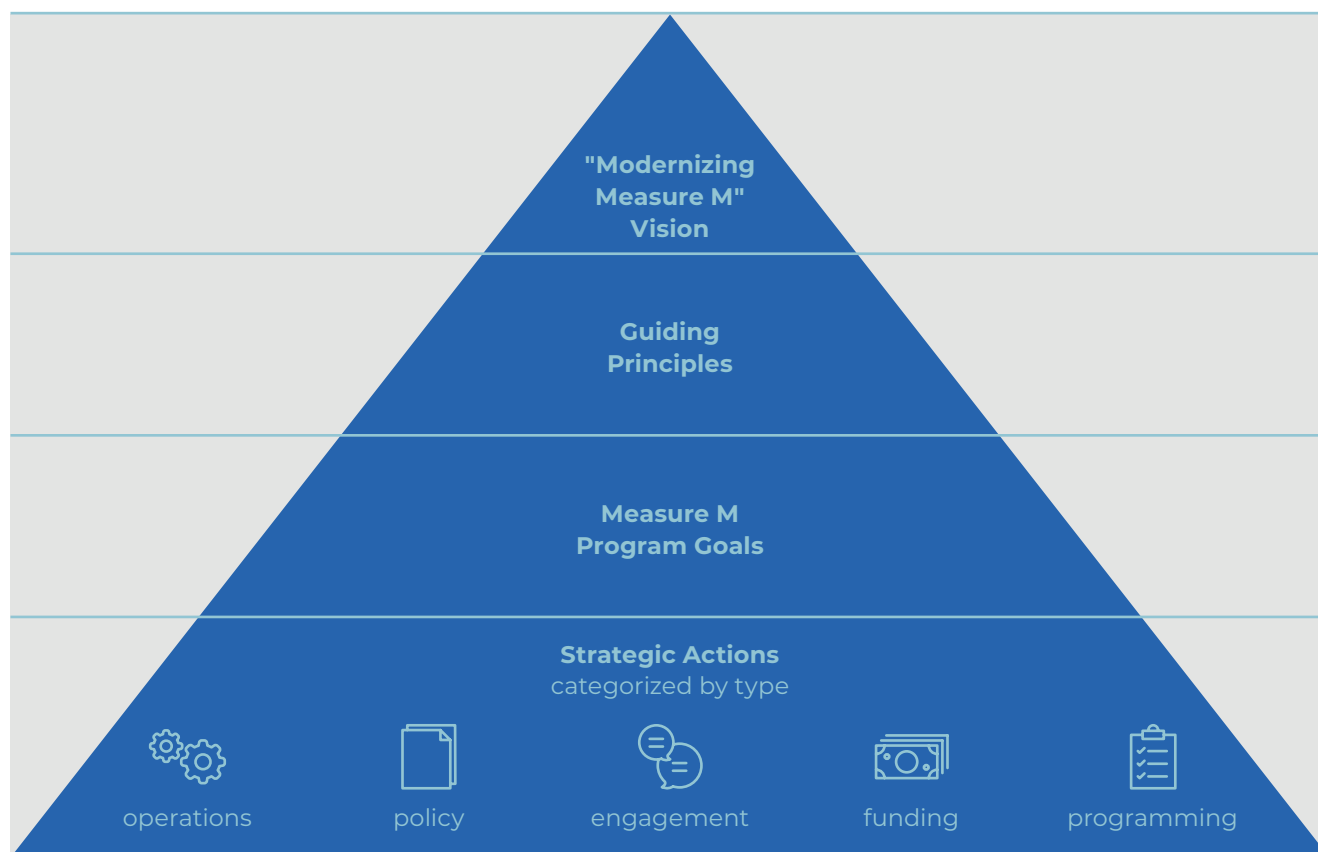 "Modernizing
Measure M"
Vision
Guiding
Principles
Measure M
Program Goals
Strategic Actions
categorized by type
operations policy engagement funding programming